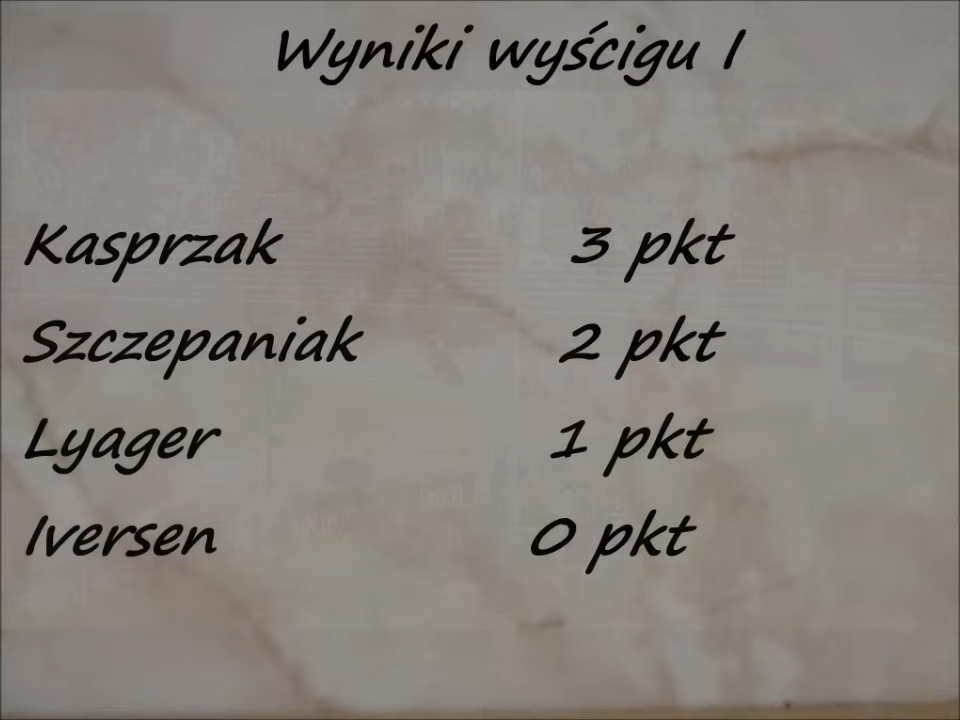 Wyniki wyścigu I
Kasprzak 3 pkt
Szczepaniak 2 pkt
Lyager 1 pkt
Iversen 0 pkt